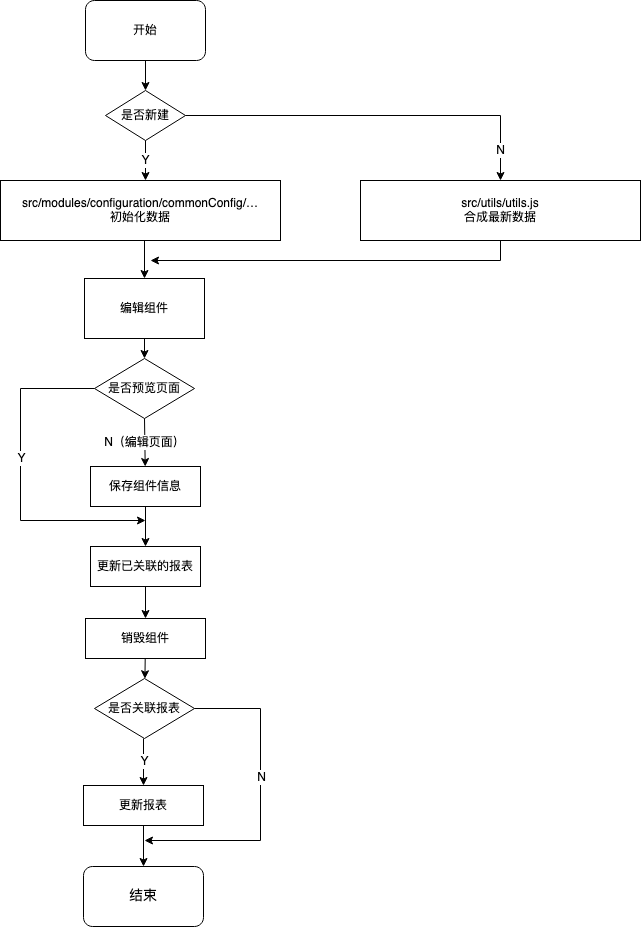 开始
是否新建
Y
N
src/modules/configuration/commonConfig/...
初始化数据
src/utils/utils.js
合成最新数据
编辑组件
是否预览页面
N（编辑页面）
Y
保存组件信息
更新已关联的报表
销毁组件
是否关联报表
Y
N
更新报表
结束